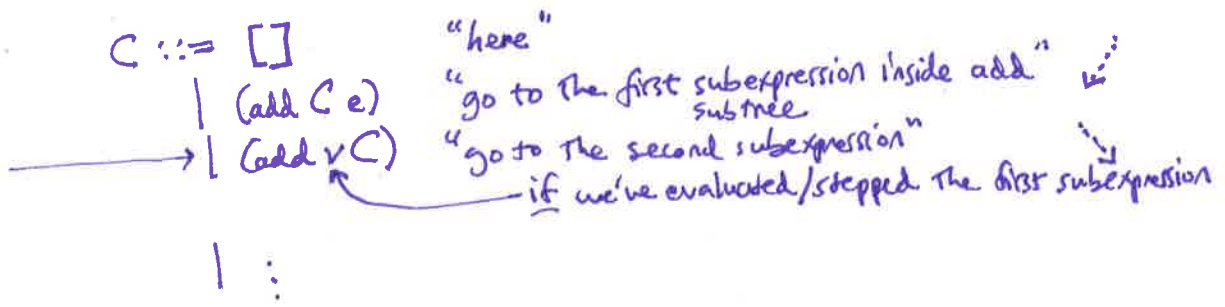 C ::= [] "here"
| (add C e) "go to the first subexpression inside add"
subtree
| (add v C) "go to the second subexpression"
if we've evaluated/stepped the first subexpression
| ⋮